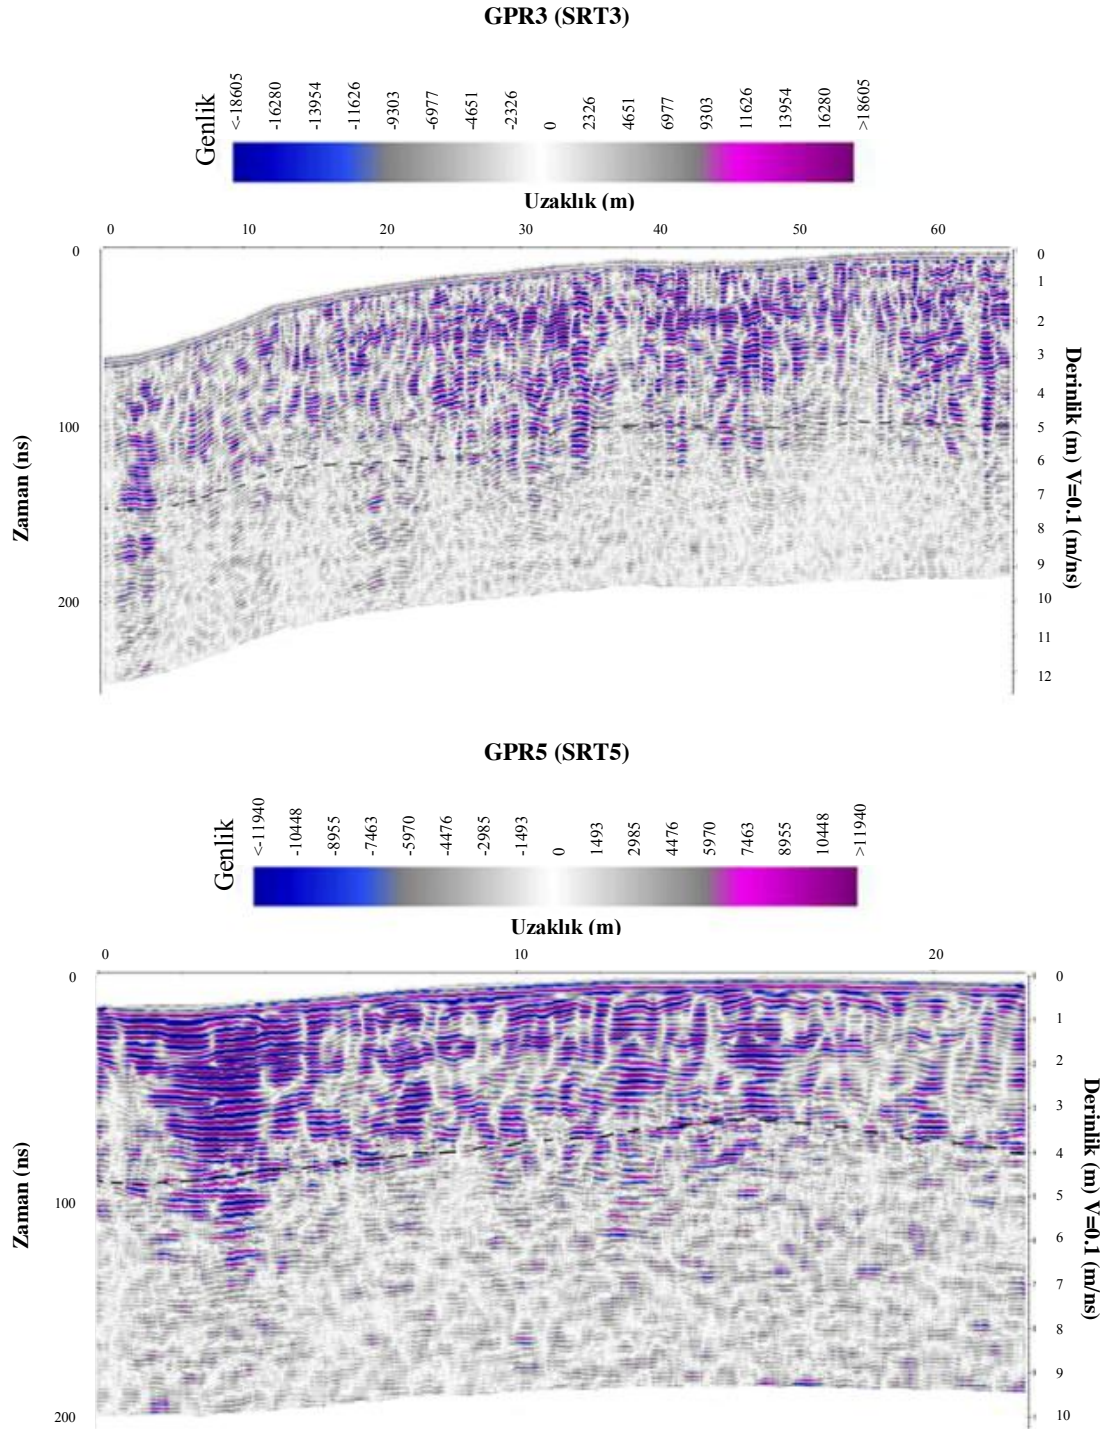 GPR3 (SRT3)
Genlik
<-18605 -16280 -13954 -11626 -9303 -6977 -4651 -2326 0 2326 4651 6977 9303 11626 13954 16280 >18605
Uzaklık (m)
0 10 20 30 40 50 60
Zaman (ns)
0
100
200
0
1
2
3
4
5
6
7
8
9
10
11
12
Derinlik (m) V=0.1 (m/ns)
GPR5 (SRT5)
Genlik
<-11940 -10448 -8955 -7463 -5970 -4476 -2985 -1493 0 1493 2985 4476 5970 7463 8955 10448 >11940
Uzaklık (m)
0 10 20
Zaman (ns)
0
100
200
0
1
2
3
4
5
6
7
8
9
10
Derinlik (m) V=0.1 (m/ns)